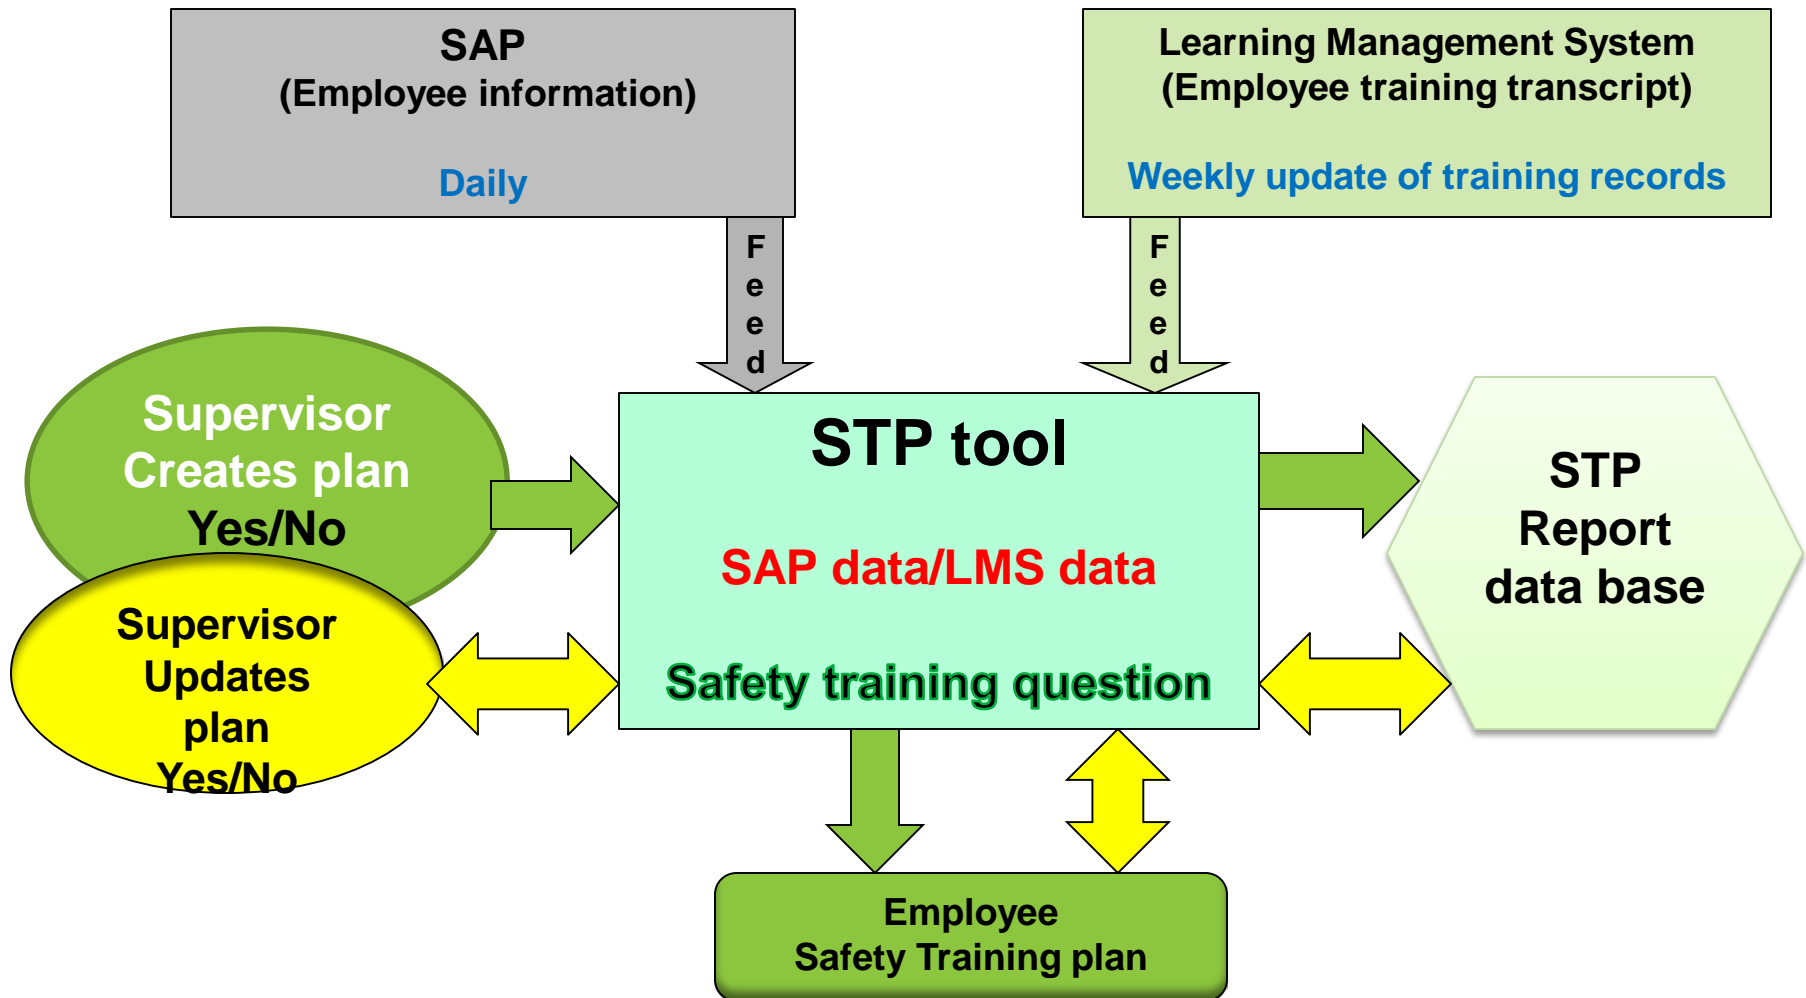 SAP
(Employee information)
Daily
Learning Management System
(Employee training transcript)
Weekly update of training records
F
e
e
d
F
e
e
d
Supervisor
Creates plan
Yes/No
Supervisor
Updates
plan
Yes/No
STP tool
SAP data/LMS data
Safety training question
STP
Report
data base
Employee
Safety Training plan